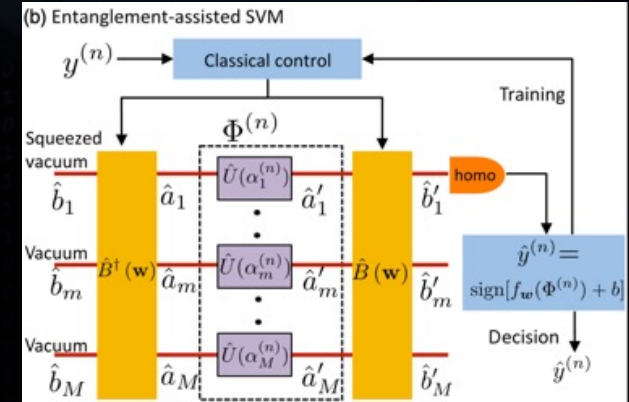 (b) Entanglement-assisted SVM
y^{(n)}
Classical control
Training
Φ^{(n)}
Squeezed
vacuum
b̂_1
â_1
Û(α_1^{(n)})
â′_1
b̂′_1
homo
Vacuum
b̂_m
B̂†(w)
â_m
Û(α_m^{(n)})
â′_m
B̂(w)
b̂′_m
ŷ^{(n)}=
sign[f_w(Φ^{(n)}) + b]
Vacuum
b̂_M
â_M
Û(α_M^{(n)})
â′_M
b̂′_M
Decision
ŷ^{(n)}